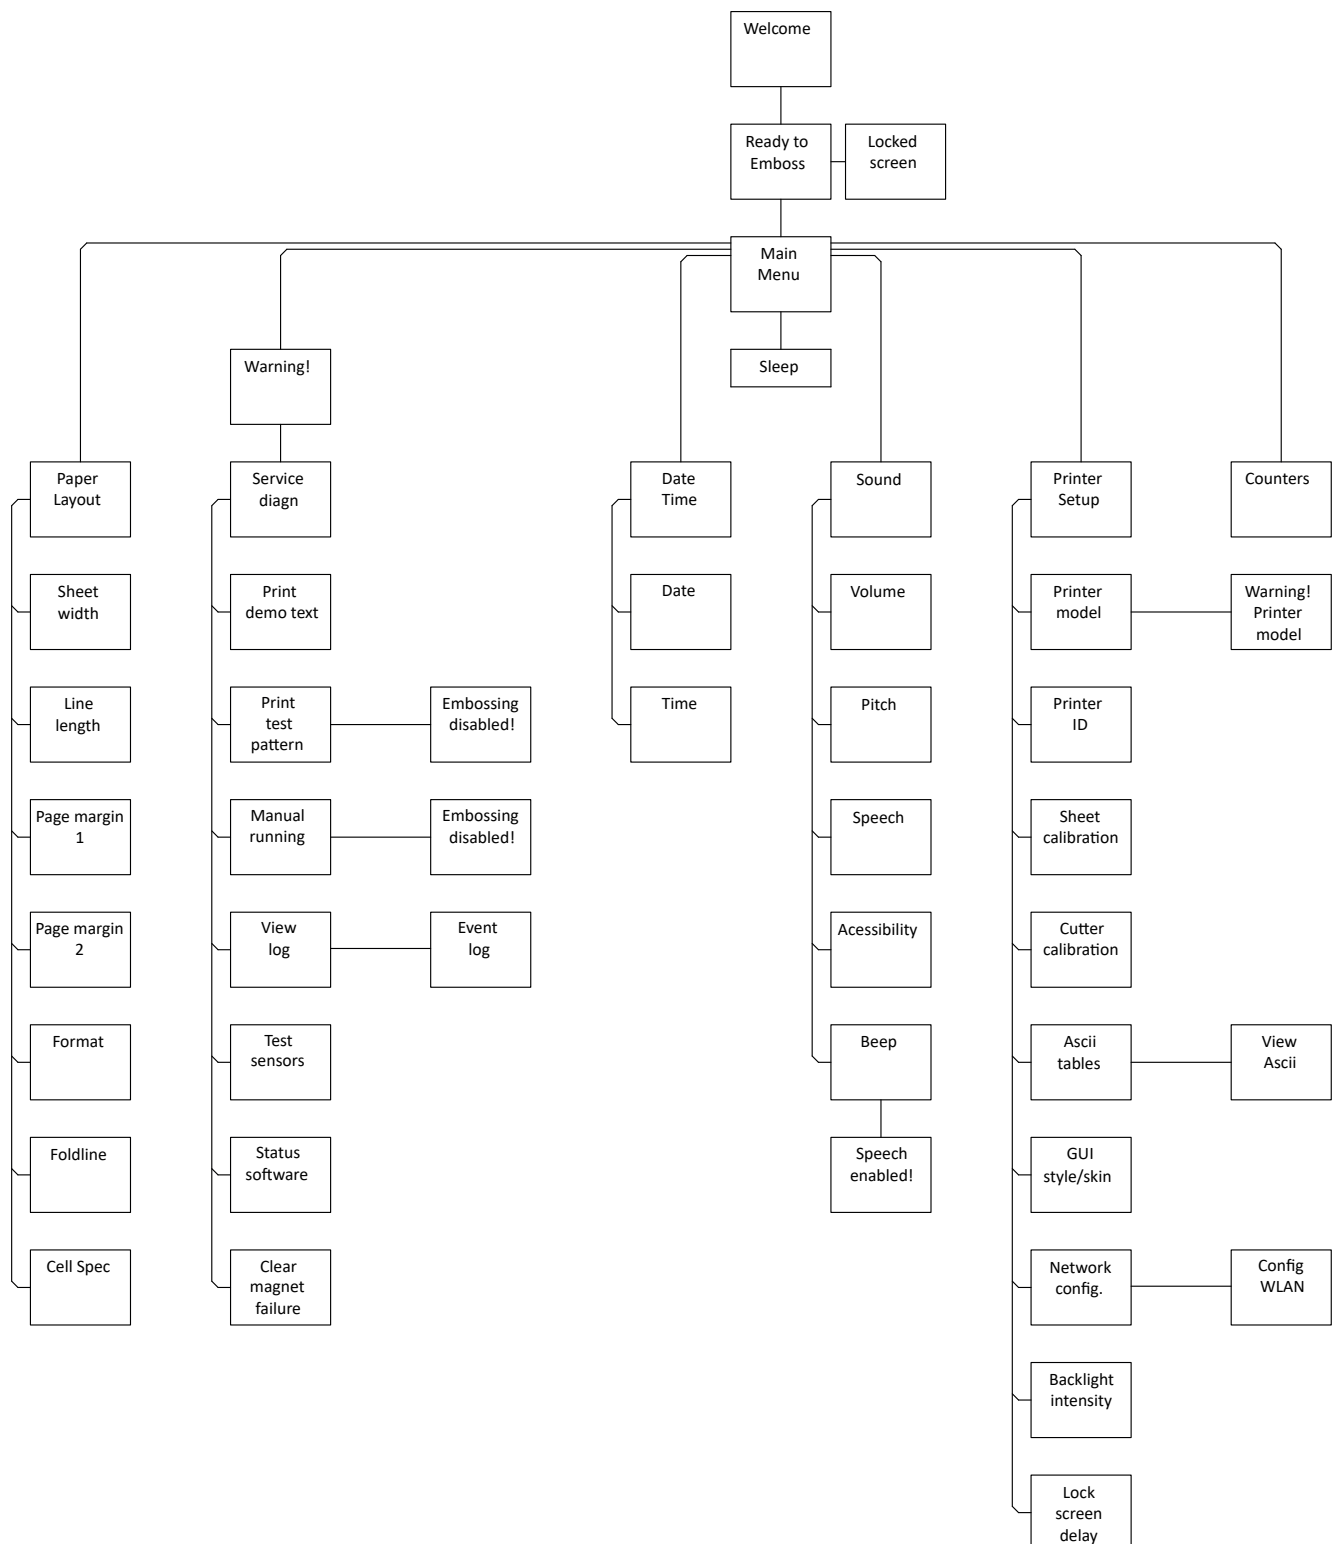 Welcome
Ready to
Emboss
Locked
screen
Main
Menu
Warning!
Sleep
Paper
Layout
Service
diagn
Date
Time
Sound
Printer
Setup
Counters
Sheet
width
Print
demo text
Date
Volume
Printer
model
Warning!
Printer
model
Line
length
Print
test
pattern
Embossing
disabled!
Time
Pitch
Printer
ID
Page margin
1
Manual
running
Embossing
disabled!
Speech
Sheet
calibration
Page margin
2
View
log
Event
log
Acessibility
Cutter
calibration
Format
Test
sensors
Beep
Ascii
tables
View
Ascii
Foldline
Status
software
Speech
enabled!
GUI
style/skin
Cell Spec
Clear
magnet
failure
Network
config.
Config
WLAN
Backlight
intensity
Lock
screen
delay